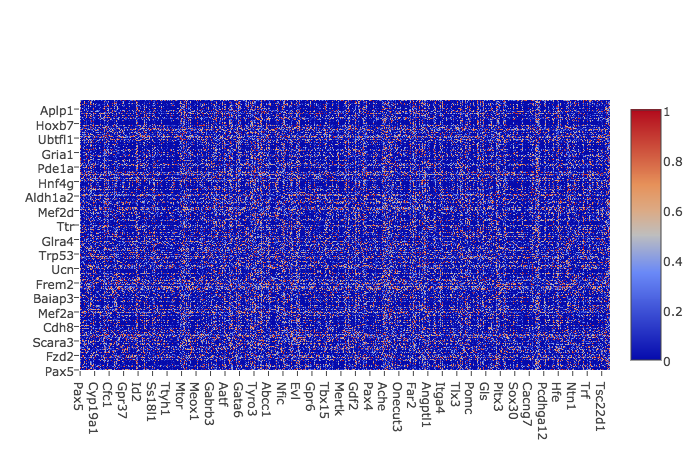 Aplp1
Hoxb7
Ubtfl1
Gria1
Pde1a
Hnf4g
Aldh1a2
Mef2d
Ttr
Glra4
Trp53
Ucn
Frem2
Baiap3
Mef2a
Cdh8
Scara3
Fzd2
Pax5
Pax5
Cyp19a1
Cfc1
Gpr37
Id2
Ss18l1
Ttyh1
Mtor
Meox1
Gabrb3
Aatf
Gata6
Tyro3
Abcc1
Nfic
Evl
Gpr6
Tbx15
Mertk
Gdf2
Pax4
Ache
Onecut3
Far2
Angptl1
Itga4
Tlx3
Pomc
Gls
Pitx3
Sox30
Cacng7
Pcdhga12
Hfe
Ntn1
Trf
Tsc22d1
1
0.8
0.6
0.4
0.2
0